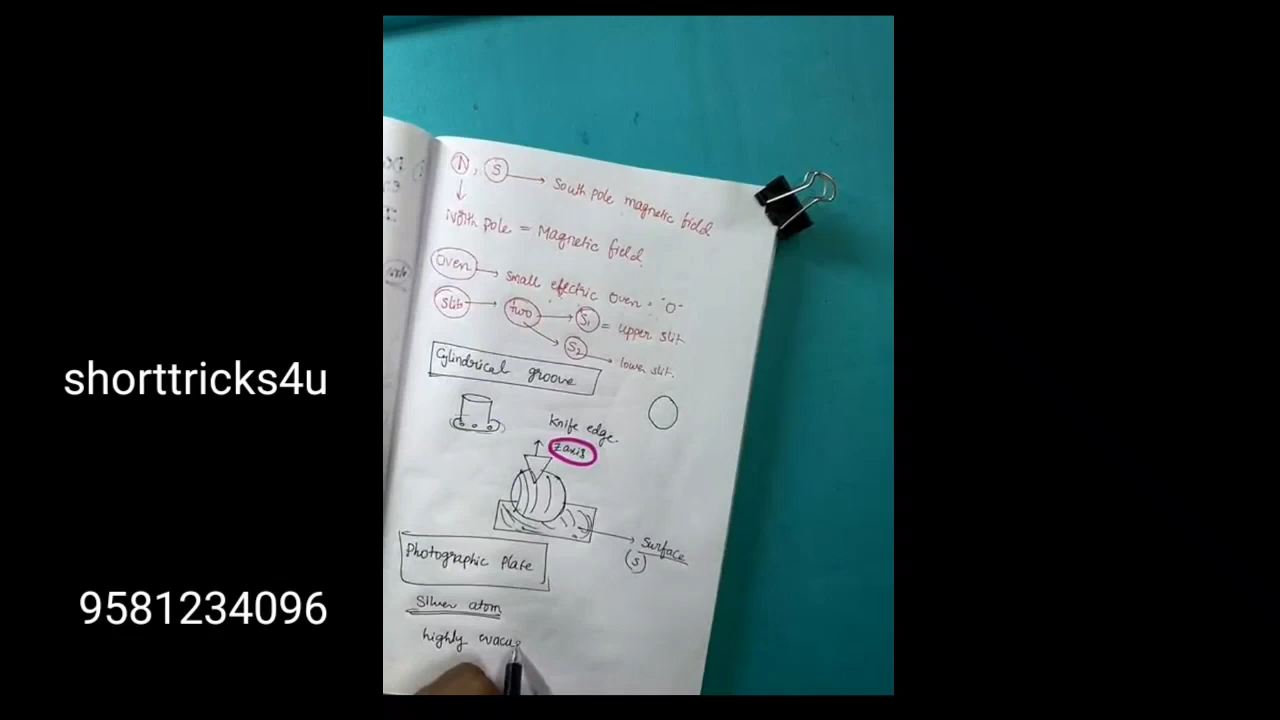 N, S → South pole magnetic field
North pole = Magnetic field
Oven → Small electric Oven = "O"
slib → two → S1 = upper slit
S2 → lower slit.
Cylindrical groove
Knife edge
z axis
Surface
(S)
Photographic Plate
Silver atom
highly evacu
shorttricks4u
9581234096